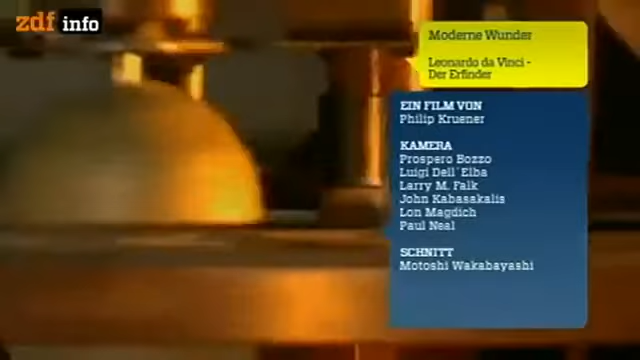 zdf info
Moderne Wunder
Leonardo da Vinci -
Der Erfinder
EIN FILM VON
Philip Kruener
KAMERA
Prospero Bozzo
Luigi Dell´Elba
Larry M. Falk
John Kabasakalis
Lon Magdich
Paul Neal
SCHNITT
Motoshi Wakabayashi